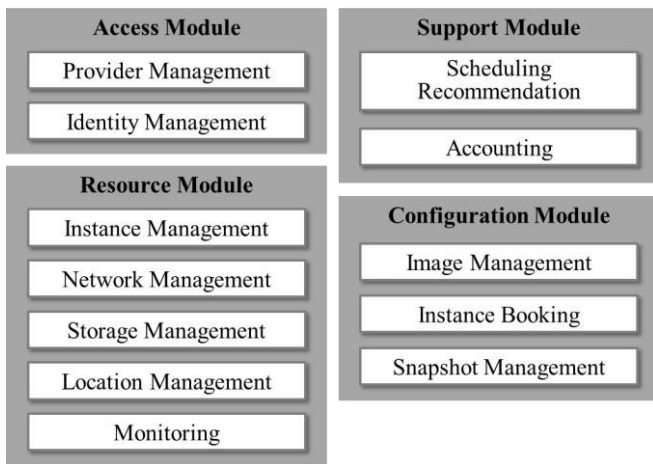 Access Module
Provider Management
Identity Management
Resource Module
Instance Management
Network Management
Storage Management
Location Management
Monitoring
Support Module
Scheduling
Recommendation
Accounting
Configuration Module
Image Management
Instance Booking
Snapshot Management